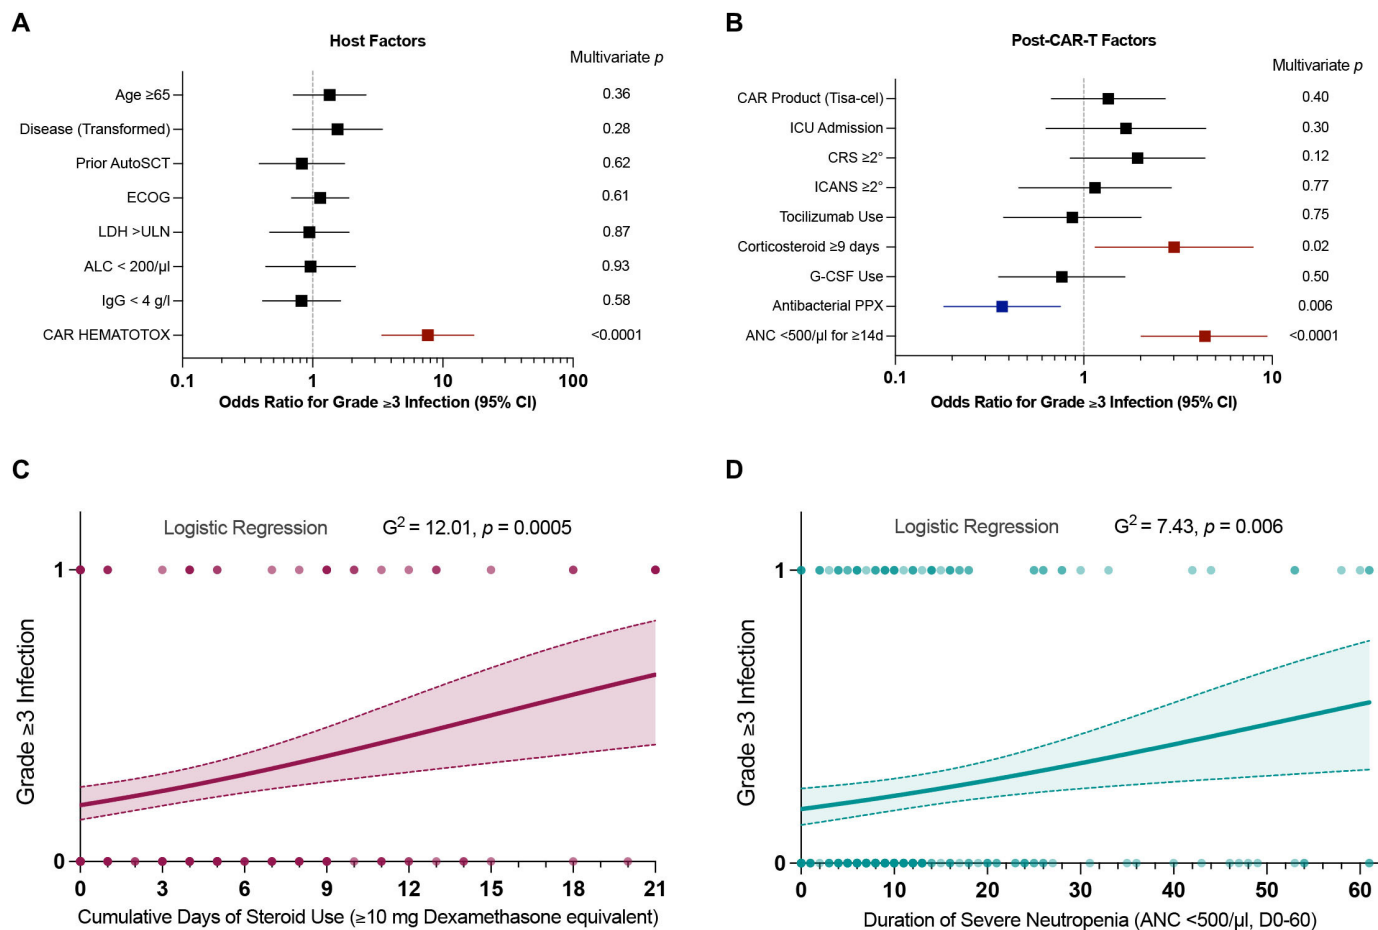 A
Host Factors
Multivariate p
Age ≥65
0.36
Disease (Transformed)
0.28
Prior AutoSCT
0.62
ECOG
0.61
LDH >ULN
0.87
ALC < 200/µl
0.93
IgG < 4 g/l
0.58
CAR HEMATOTOX
<0.0001
0.1 1 10 100
Odds Ratio for Grade ≥3 Infection (95% CI)
B
Post-CAR-T Factors
Multivariate p
CAR Product (Tisa-cel)
0.40
ICU Admission
0.30
CRS ≥2°
0.12
ICANS ≥2°
0.77
Tocilizumab Use
0.75
Corticosteroid ≥9 days
0.02
G-CSF Use
0.50
Antibacterial PPX
0.006
ANC <500/µl for ≥14d
<0.0001
0.1 1 10
Odds Ratio for Grade ≥3 Infection (95% CI)
C
Logistic Regression
G² = 12.01, p = 0.0005
1
Grade ≥3 Infection
0
0 3 6 9 12 15 18 21
Cumulative Days of Steroid Use (≥10 mg Dexamethasone equivalent)
D
Logistic Regression
G² = 7.43, p = 0.006
1
Grade ≥3 Infection
0
0 10 20 30 40 50 60
Duration of Severe Neutropenia (ANC <500/µl, D0-60)